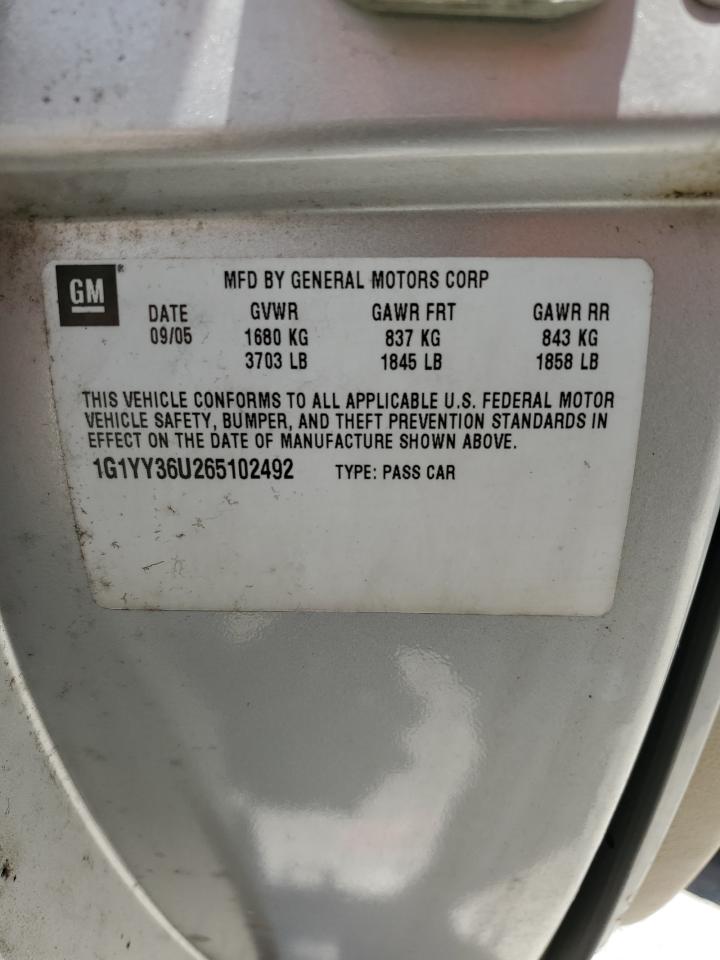 GM
MFD BY GENERAL MOTORS CORP
DATE GVWR GAWR FRT GAWR RR
09/05 1680 KG 837 KG 843 KG
3703 LB 1845 LB 1858 LB
THIS VEHICLE CONFORMS TO ALL APPLICABLE U.S. FEDERAL MOTOR
VEHICLE SAFETY, BUMPER, AND THEFT PREVENTION STANDARDS IN
EFFECT ON THE DATE OF MANUFACTURE SHOWN ABOVE.
1G1YY36U265102492 TYPE: PASS CAR